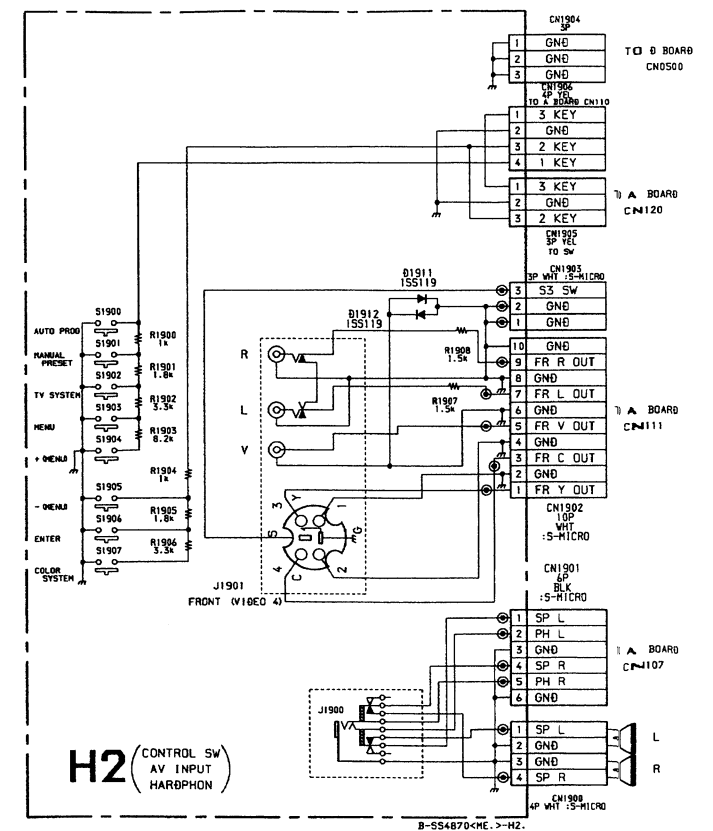 CN1904
3P
1 GND
2 GND
3 GND
TO D BOARD
CN0500
CN1906
4P YEL
TO A BOARD CN110
1 3 KEY
2 GND
3 2 KEY
4 1 KEY
1 3 KEY
2 GND
3 2 KEY
A BOARD
CN120
CN1905
3P YEL
TO SW
CN1903
3P WHT :S-MICRO
3 S3 SW
2 GND
1 GND
D1911
1SS119
D1912
1SS119
10 GND
9 FR R OUT
8 GND
7 FR L OUT
6 GND
5 FR V OUT
4 GND
3 FR C OUT
2 GND
1 FR Y OUT
A BOARD
CN111
CN1902
10P
WHT
:S-MICRO
R1908
1.5k
R1907
1.5k
S1900
AUTO PROG
R1900
1k
S1901
MANUAL
PRESET
R1901
1.8k
S1902
TV SYSTEM
R1902
3.3k
S1903
MENU
R1903
8.2k
S1904
+ (MENU)
R1904
1k
S1905
- (MENU)
R1905
1.8k
S1906
ENTER
R1906
3.3k
S1907
COLOR
SYSTEM
R
L
V
3 Y 1
S G
4 C 2
J1901
FRONT (VIDEO 4)
CN1901
6P
BLK
:S-MICRO
1 SP L
2 PH L
3 GND
4 SP R
5 PH R
6 GND
A BOARD
CN107
J1900
1 SP L
2 GND
3 GND
4 SP R
L
R
CN1900
4P WHT :S-MICRO
H2 (CONTROL SW
AV INPUT
HARDPHON)
B-SS4870<ME.>-H2.